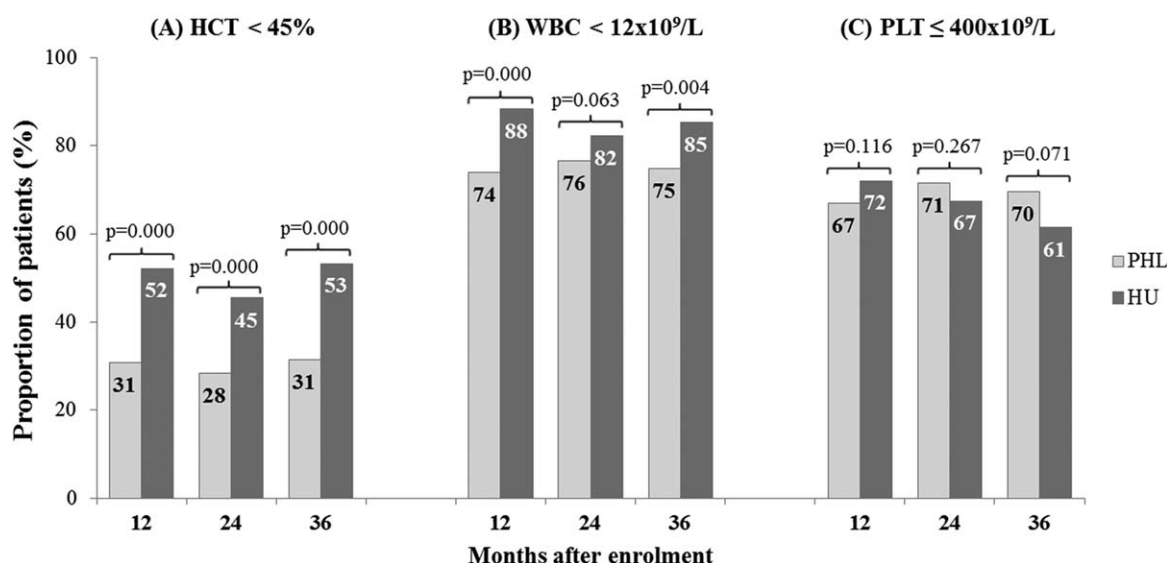 (A) HCT < 45% (B) WBC < 12x10⁹/L (C) PLT ≤ 400x10⁹/L
Proportion of patients (%)
100
80
60
40
20
0
p=0.000
p=0.000
p=0.000
31 52
28 45
31 53
p=0.000
p=0.063
p=0.004
74 88
76 82
75 85
p=0.116
p=0.267
p=0.071
67 72
71 67
70 61
12 24 36 12 24 36 12 24 36
Months after enrolment
PHL
HU